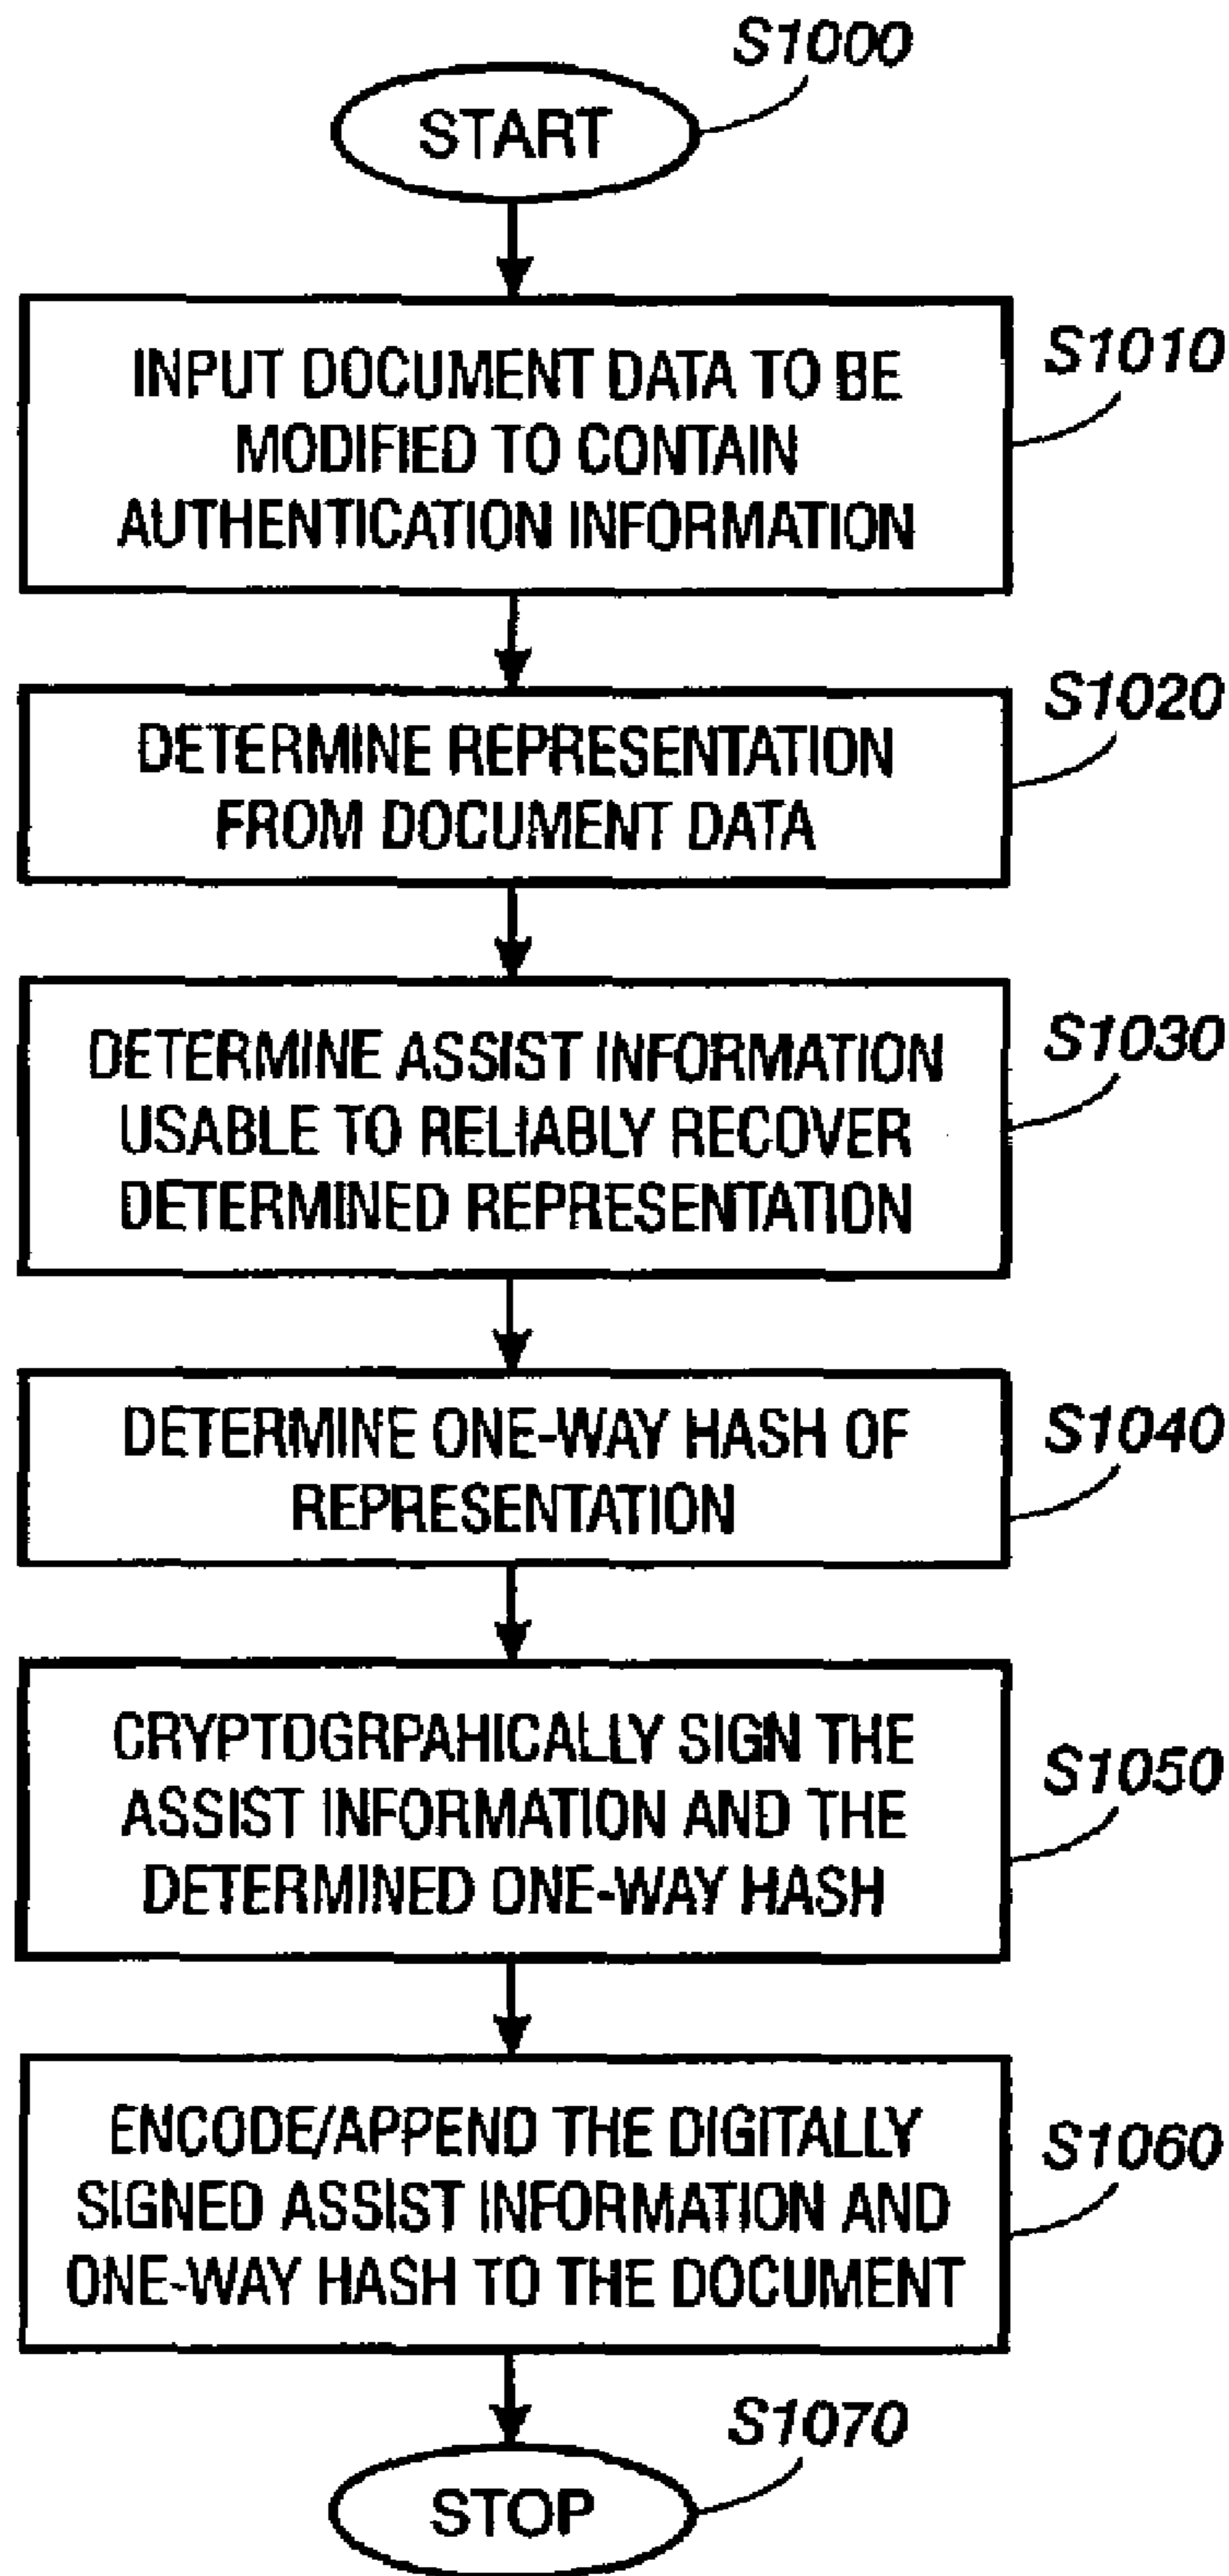 S1000
START
INPUT DOCUMENT DATA TO BE
MODIFIED TO CONTAIN
AUTHENTICATION INFORMATION
S1010
DETERMINE REPRESENTATION
FROM DOCUMENT DATA
S1020
DETERMINE ASSIST INFORMATION
USABLE TO RELIABLY RECOVER
DETERMINED REPRESENTATION
S1030
DETERMINE ONE-WAY HASH OF
REPRESENTATION
S1040
CRYPTOGRPAHICALLY SIGN THE
ASSIST INFORMATION AND THE
DETERMINED ONE-WAY HASH
S1050
ENCODE/APPEND THE DIGITALLY
SIGNED ASSIST INFORMATION AND
ONE-WAY HASH TO THE DOCUMENT
S1060
S1070
STOP